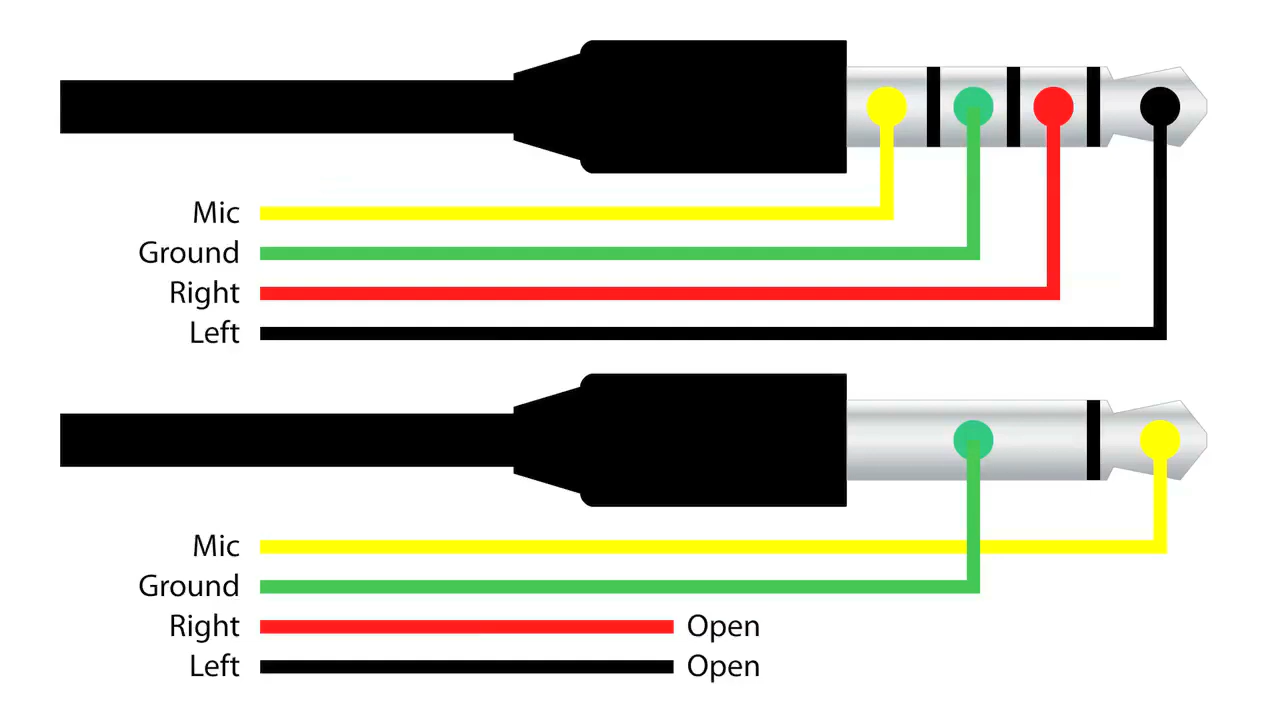 Mic
Ground
Right
Left
Mic
Ground
Right Open
Left Open